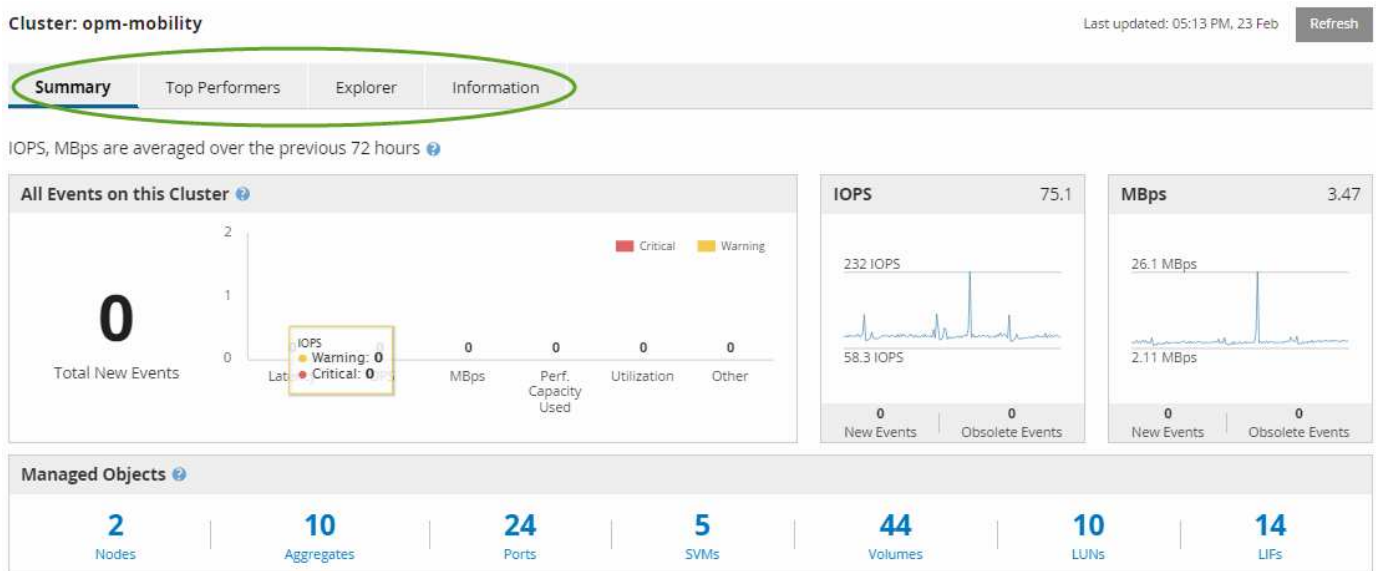 Cluster: opm-mobility
Last updated: 05:13 PM, 23 Feb
Refresh
Summary
Top Performers
Explorer
Information
IOPS, MBps are averaged over the previous 72 hours
All Events on this Cluster
0
Total New Events
2
1
0
Critical
Warning
IOPS
Warning: 0
Critical: 0
0
0
0
0
MBps
Perf.
Capacity
Used
Utilization
Other
IOPS
75.1
232 IOPS
58.3 IOPS
0
New Events
0
Obsolete Events
MBps
3.47
26.1 MBps
2.11 MBps
0
New Events
0
Obsolete Events
Managed Objects
2
Nodes
10
Aggregates
24
Ports
5
SVMs
44
Volumes
10
LUNs
14
LIFs